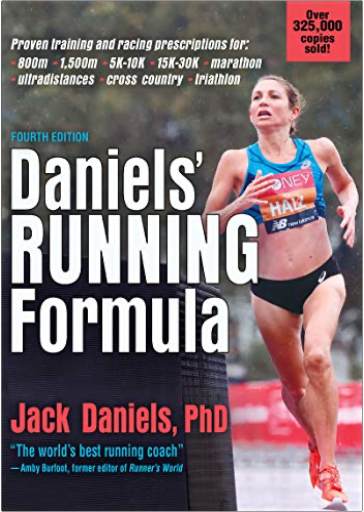 Over
325,000
copies
sold!
Proven training and racing prescriptions for:
• 800m • 1,500m • 5K-10K • 15K-30K • marathon
• ultradistances • cross country • triathlon
FOURTH EDITION
Daniels’
RUNNING
Formula
Jack Daniels, PhD
“The world’s best running coach”
— Amby Burfoot, former editor of Runner’s World
HALL